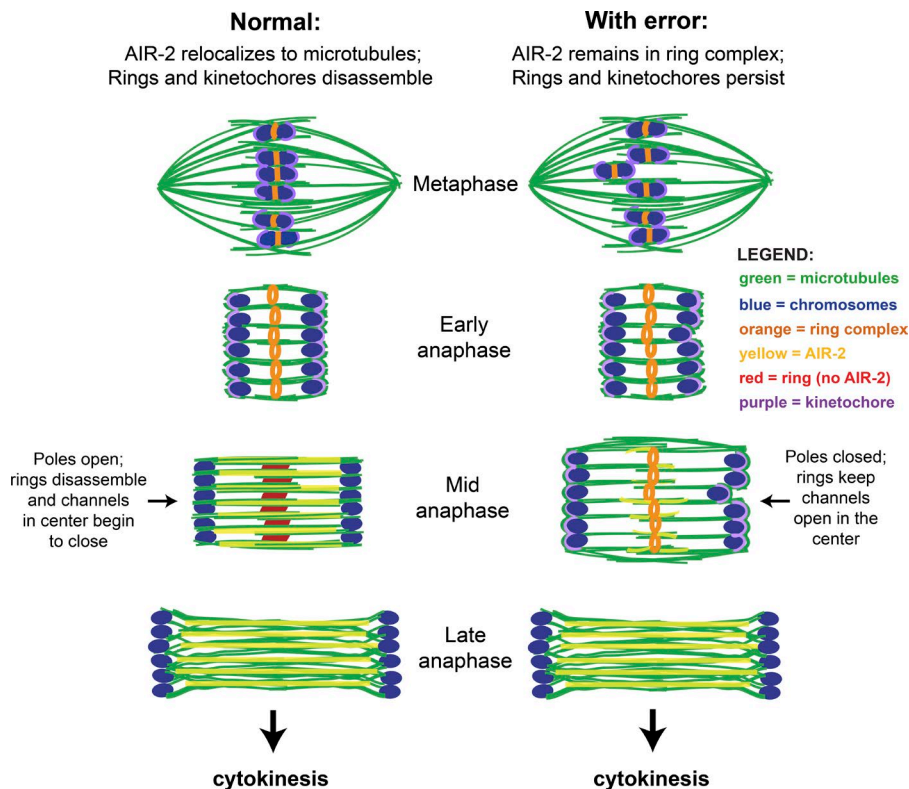 Normal:
AIR-2 relocalizes to microtubules;
Rings and kinetochores disassemble
With error:
AIR-2 remains in ring complex;
Rings and kinetochores persist
Metaphase
LEGEND:
green = microtubules
blue = chromosomes
orange = ring complex
yellow = AIR-2
red = ring (no AIR-2)
purple = kinetochore
Early
anaphase
Poles open;
rings disassemble
and channels
in center begin
to close
Mid
anaphase
Poles closed;
rings keep
channels
open in the
center
Late
anaphase
cytokinesis
cytokinesis